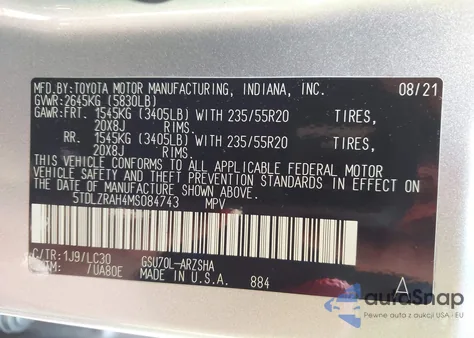 MFD.BY:TOYOTA MOTOR MANUFACTURING, INDIANA, INC. 08/21
GVWR:2645KG (5830LB)
GAWR:FRT. 1545KG (3405LB) WITH 235/55R20 TIRES,
20X8J RIMS.
RR. 1545KG (3405LB) WITH 235/55R20 TIRES,
20X8J RIMS.
THIS VEHICLE CONFORMS TO ALL APPLICABLE FEDERAL MOTOR
VEHICLE SAFETY AND THEFT PREVENTION STANDARDS IN EFFECT ON
THE DATE OF MANUFACTURE SHOWN ABOVE.
5TDLZRAH4MS084743 MPV
C/TR:1J9/LC30 GSU70L-ARZSHA
/UA80E MADE IN U.S.A. 884 A
auraSnap
Pewne auta z aukcji USA i EU